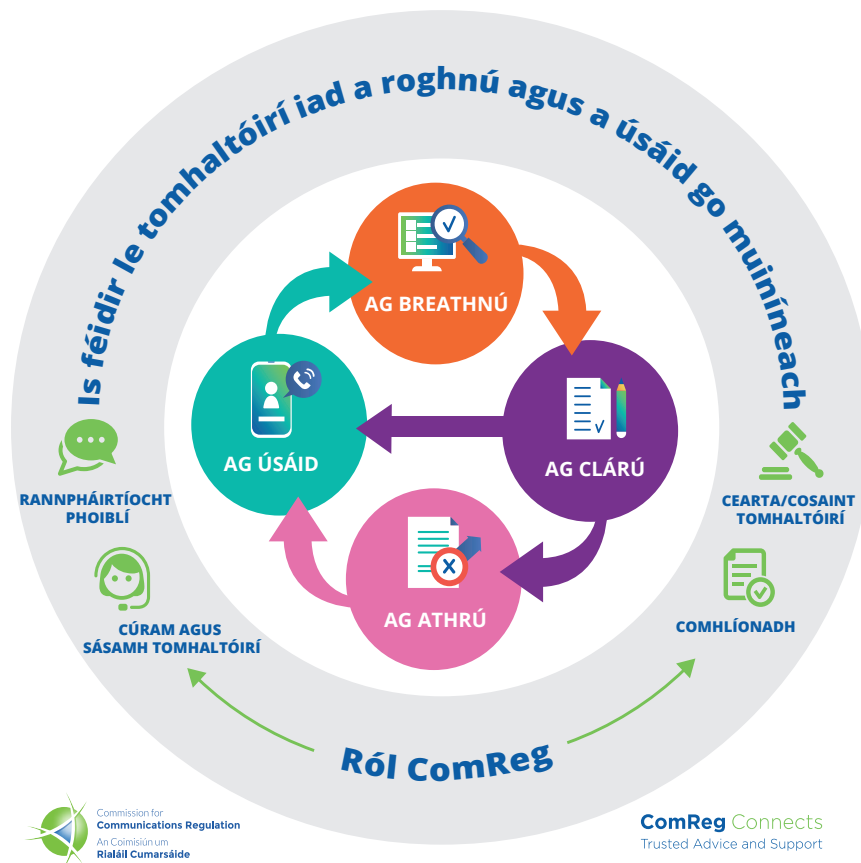 Is féidir le tomhaltóirí iad a roghnú agus a úsáid go muiníneach
AG BREATHNÚ
AG ÚSÁID
AG CLÁRÚ
AG ATHRÚ
RANNPHÁIRTÍOCHT
PHOIBLÍ
CEARTA/COSAINT
TOMHALTÓIRÍ
CÚRAM AGUS
SÁSAMH TOMHALTÓIRÍ
COMHLÍONADH
Ról ComReg
Commission for
Communications Regulation
An Coimisiún um
Rialáil Cumarsáide
ComReg Connects
Trusted Advice and Support